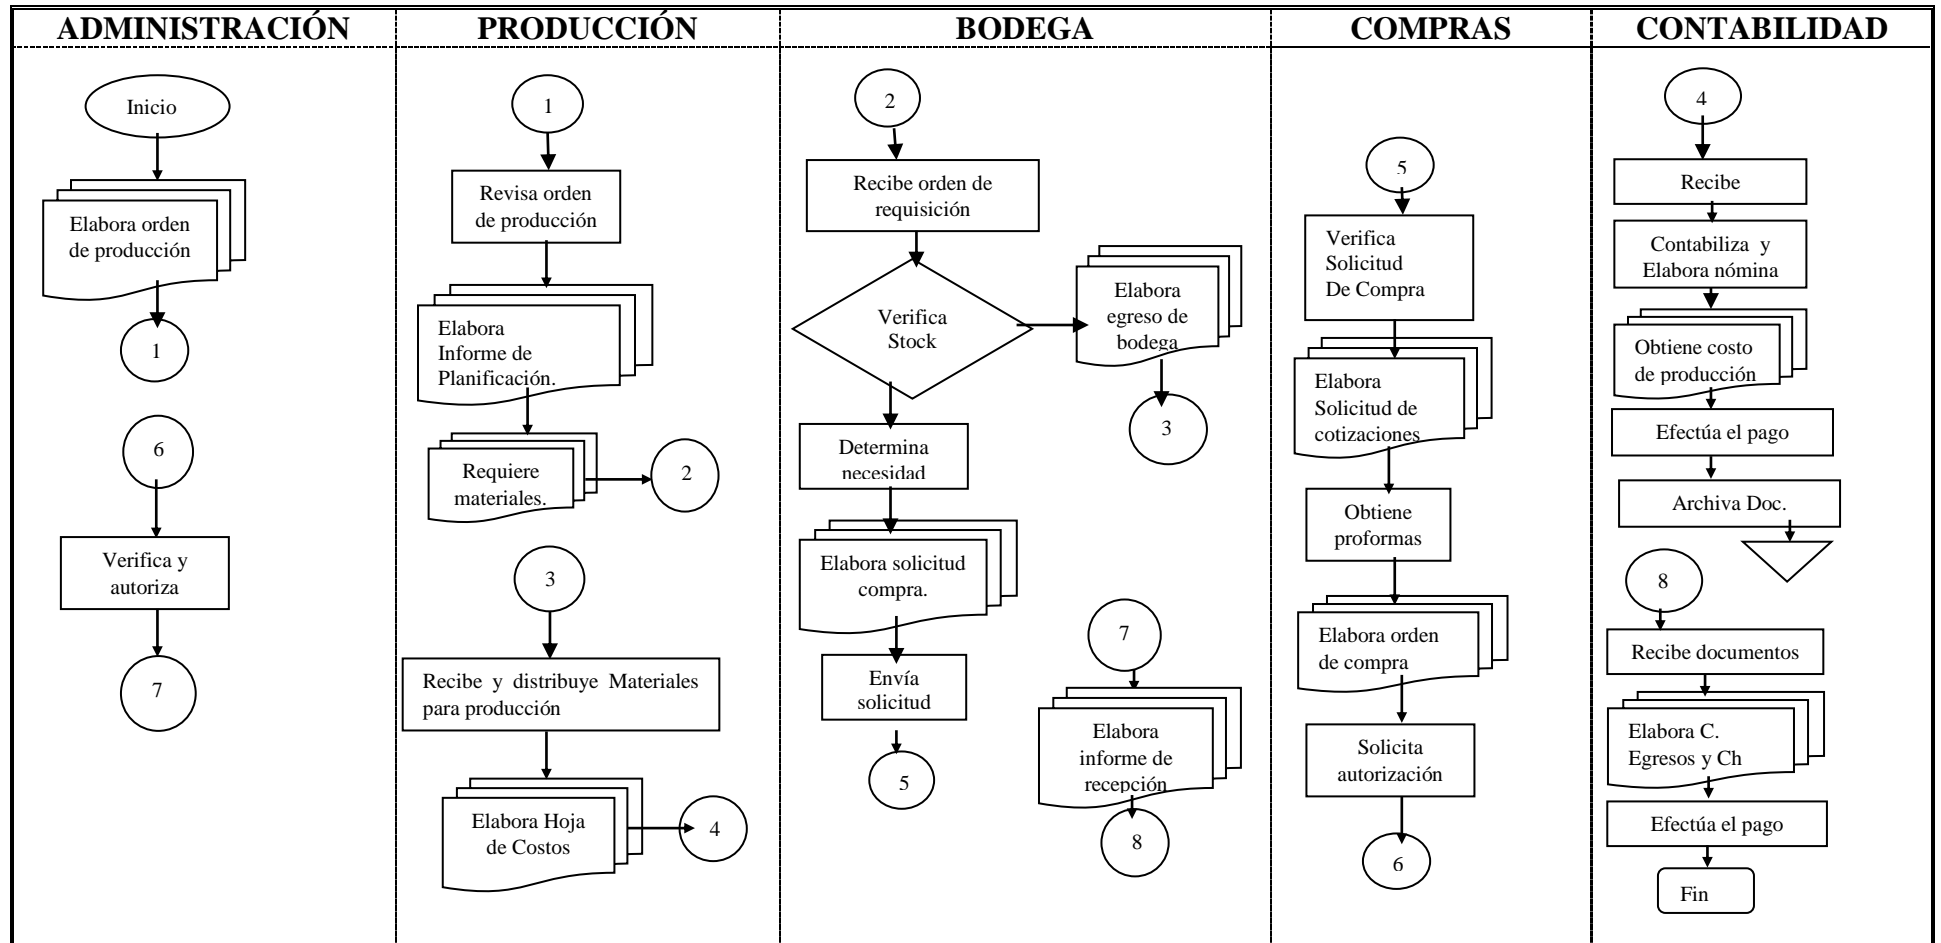 ADMINISTRACIÓN
Inicio
Elabora orden
de producción
1
6
Verifica y
autoriza
7
PRODUCCIÓN
1
Revisa orden
de producción
Elabora
Informe de
Planificación.
Requiere
materiales.
2
3
Recibe y distribuye Materiales
para producción
Elabora Hoja
de Costos
4
BODEGA
2
Recibe orden de
requisición
Verifica
Stock
Elabora
egreso de
bodega
3
Determina
necesidad
Elabora solicitud
compra.
Envía
solicitud
5
7
Elabora
informe de
recepción
8
COMPRAS
5
Verifica
Solicitud
De Compra
Elabora
Solicitud de
cotizaciones
Obtiene
proformas
Elabora orden
de compra
Solicita
autorización
6
CONTABILIDAD
4
Recibe
Contabiliza y
Elabora nómina
Obtiene costo
de producción
Efectúa el pago
Archiva Doc.
8
Recibe documentos
Elabora C.
Egresos y Ch
Efectúa el pago
Fin